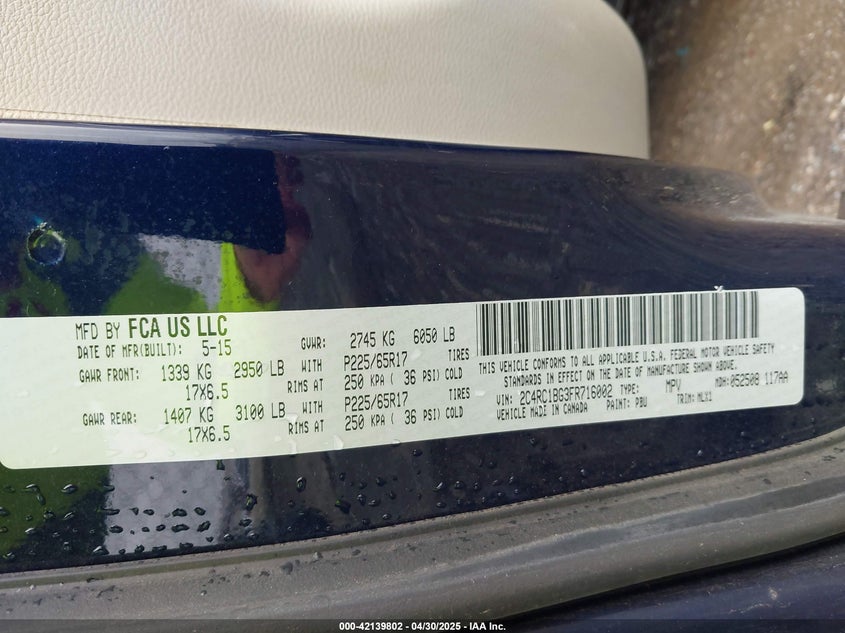 MFD BY FCA US LLC
DATE OF MFR(BUILT): 5-15
GVWR: 2745 KG 6050 LB
GAWR FRONT: 1339 KG 2950 LB WITH P225/65R17 TIRES
17X6.5 RIMS AT 250 KPA ( 36 PSI) COLD
GAWR REAR: 1407 KG 3100 LB WITH P225/65R17 TIRES
17X6.5 RIMS AT 250 KPA ( 36 PSI) COLD
THIS VEHICLE CONFORMS TO ALL APPLICABLE U.S.A. FEDERAL MOTOR VEHICLE SAFETY
STANDARDS IN EFFECT ON THE DATE OF MANUFACTURE SHOWN ABOVE.
VIN: 2C4RC1BG3FR716002 TYPE: MPV MDH: 052508 117AA
MADE IN CANADA PAINT: PBU TRIM: MLX1
000-42139802 - 04/30/2025 - IAA Inc.